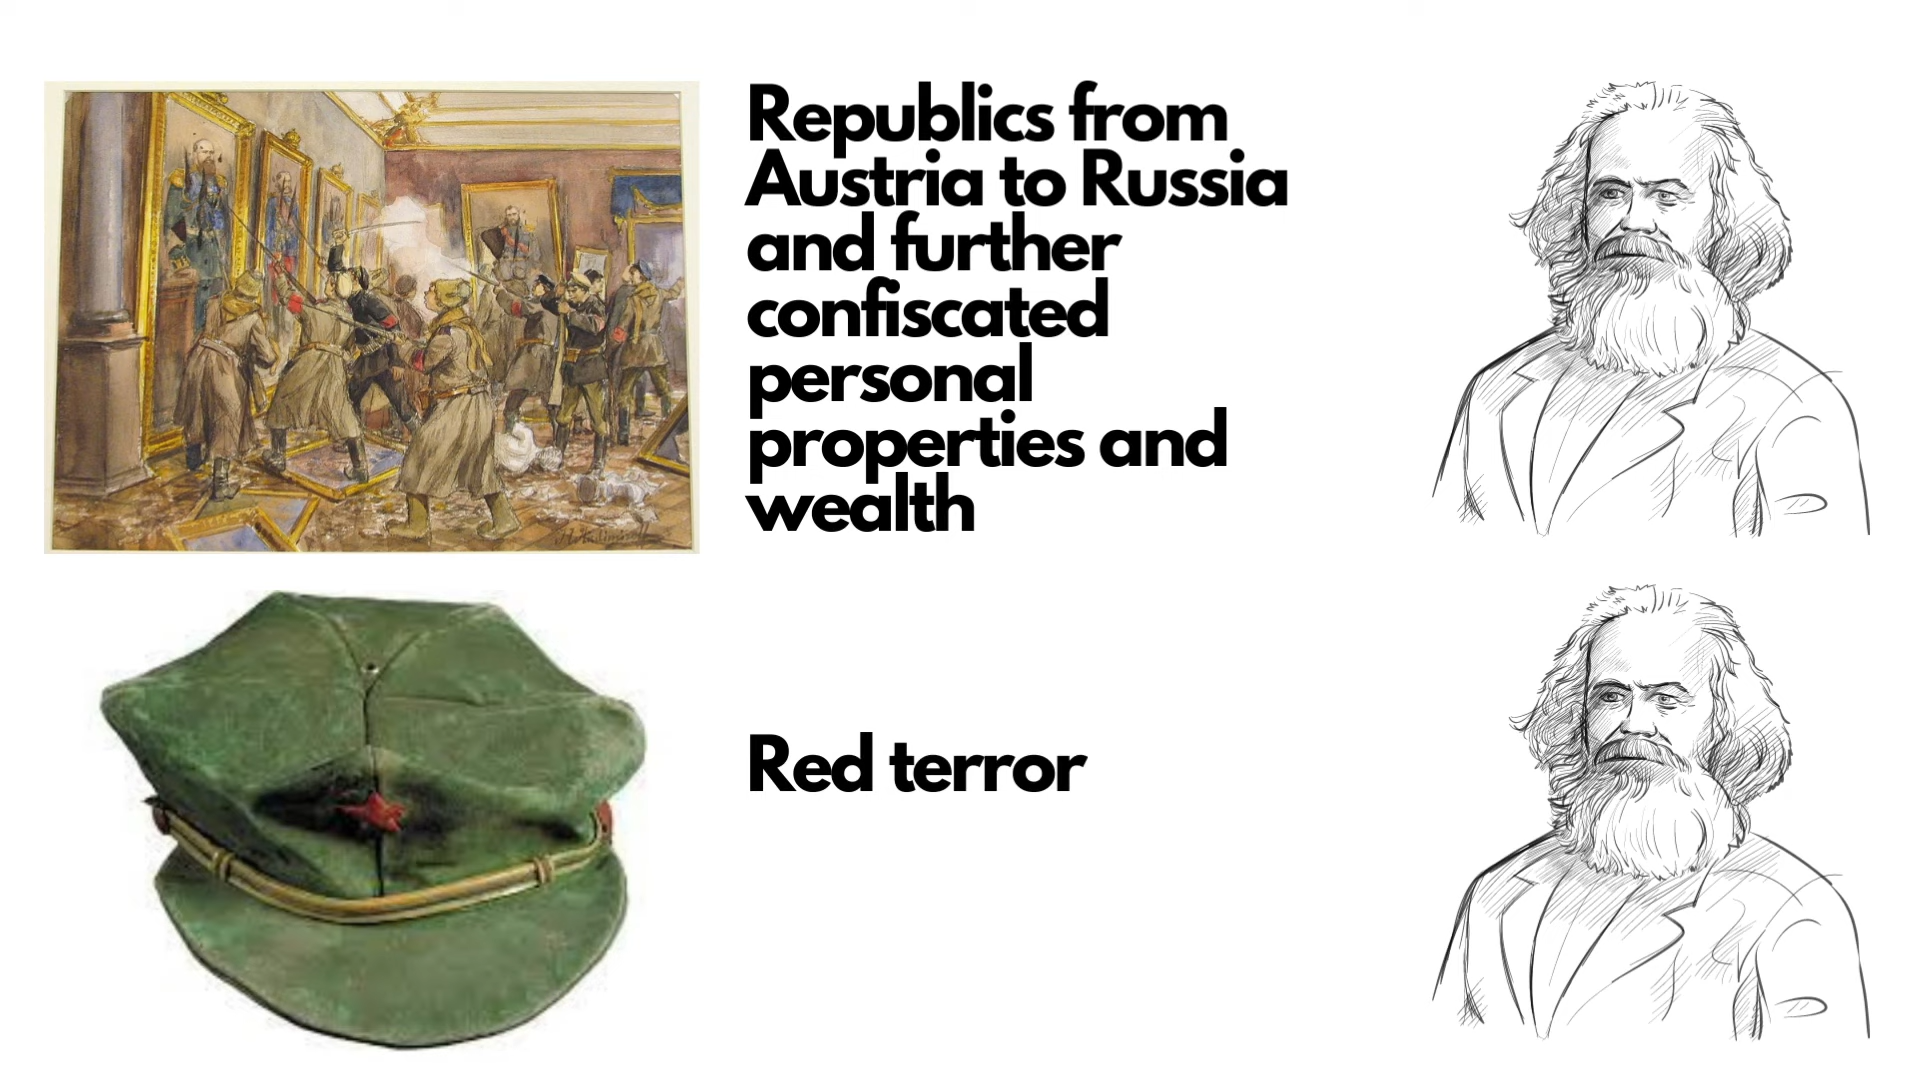 Republics from
Austria to Russia
and further
confiscated
personal
properties and
wealth
Red terror